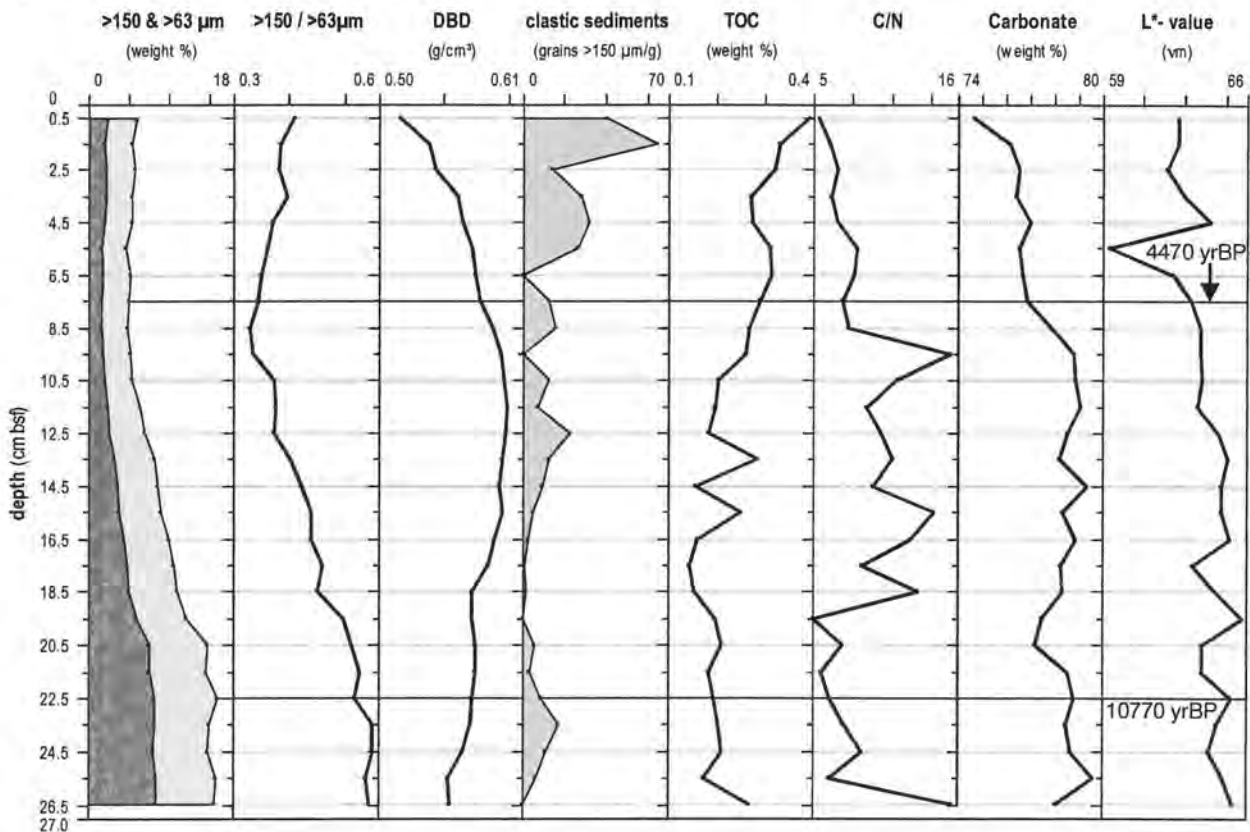 >150 & >63 µm >150 / >63µm DBD clastic sediments TOC C/N Carbonate L*- value
(weight %) (g/cm³) (grains >150 µm/g) (weight %) (weight %) (vm)
0 18 0.3 0.6 0.50 0.61 0 70 0.1 0.4 5 16 74 80 59 66
0
0.5
2.5
4.5
4470 yrBP
6.5
8.5
10.5
depth (cm bsf)
12.5
14.5
16.5
18.5
20.5
22.5
10770 yrBP
24.5
26.5
27.0